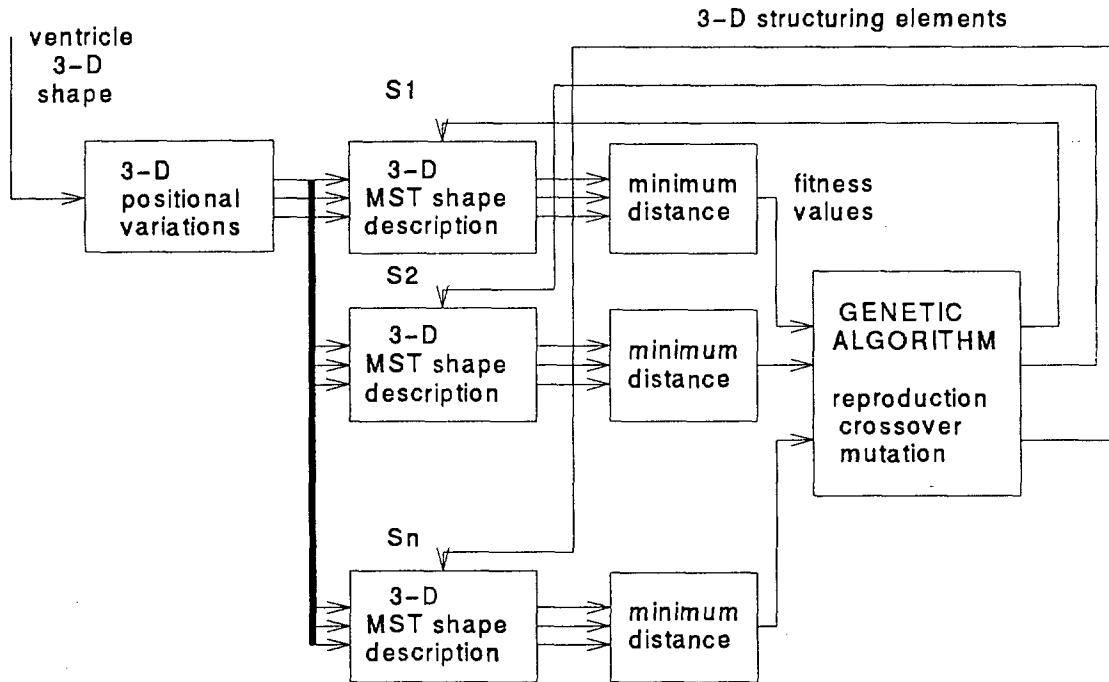 3-D structuring elements
ventricle
3-D
shape
S1
3-D
positional
variations
3-D
MST shape
description
minimum
distance
fitness
values
S2
3-D
MST shape
description
minimum
distance
GENETIC
ALGORITHM
reproduction
crossover
mutation
Sn
3-D
MST shape
description
minimum
distance